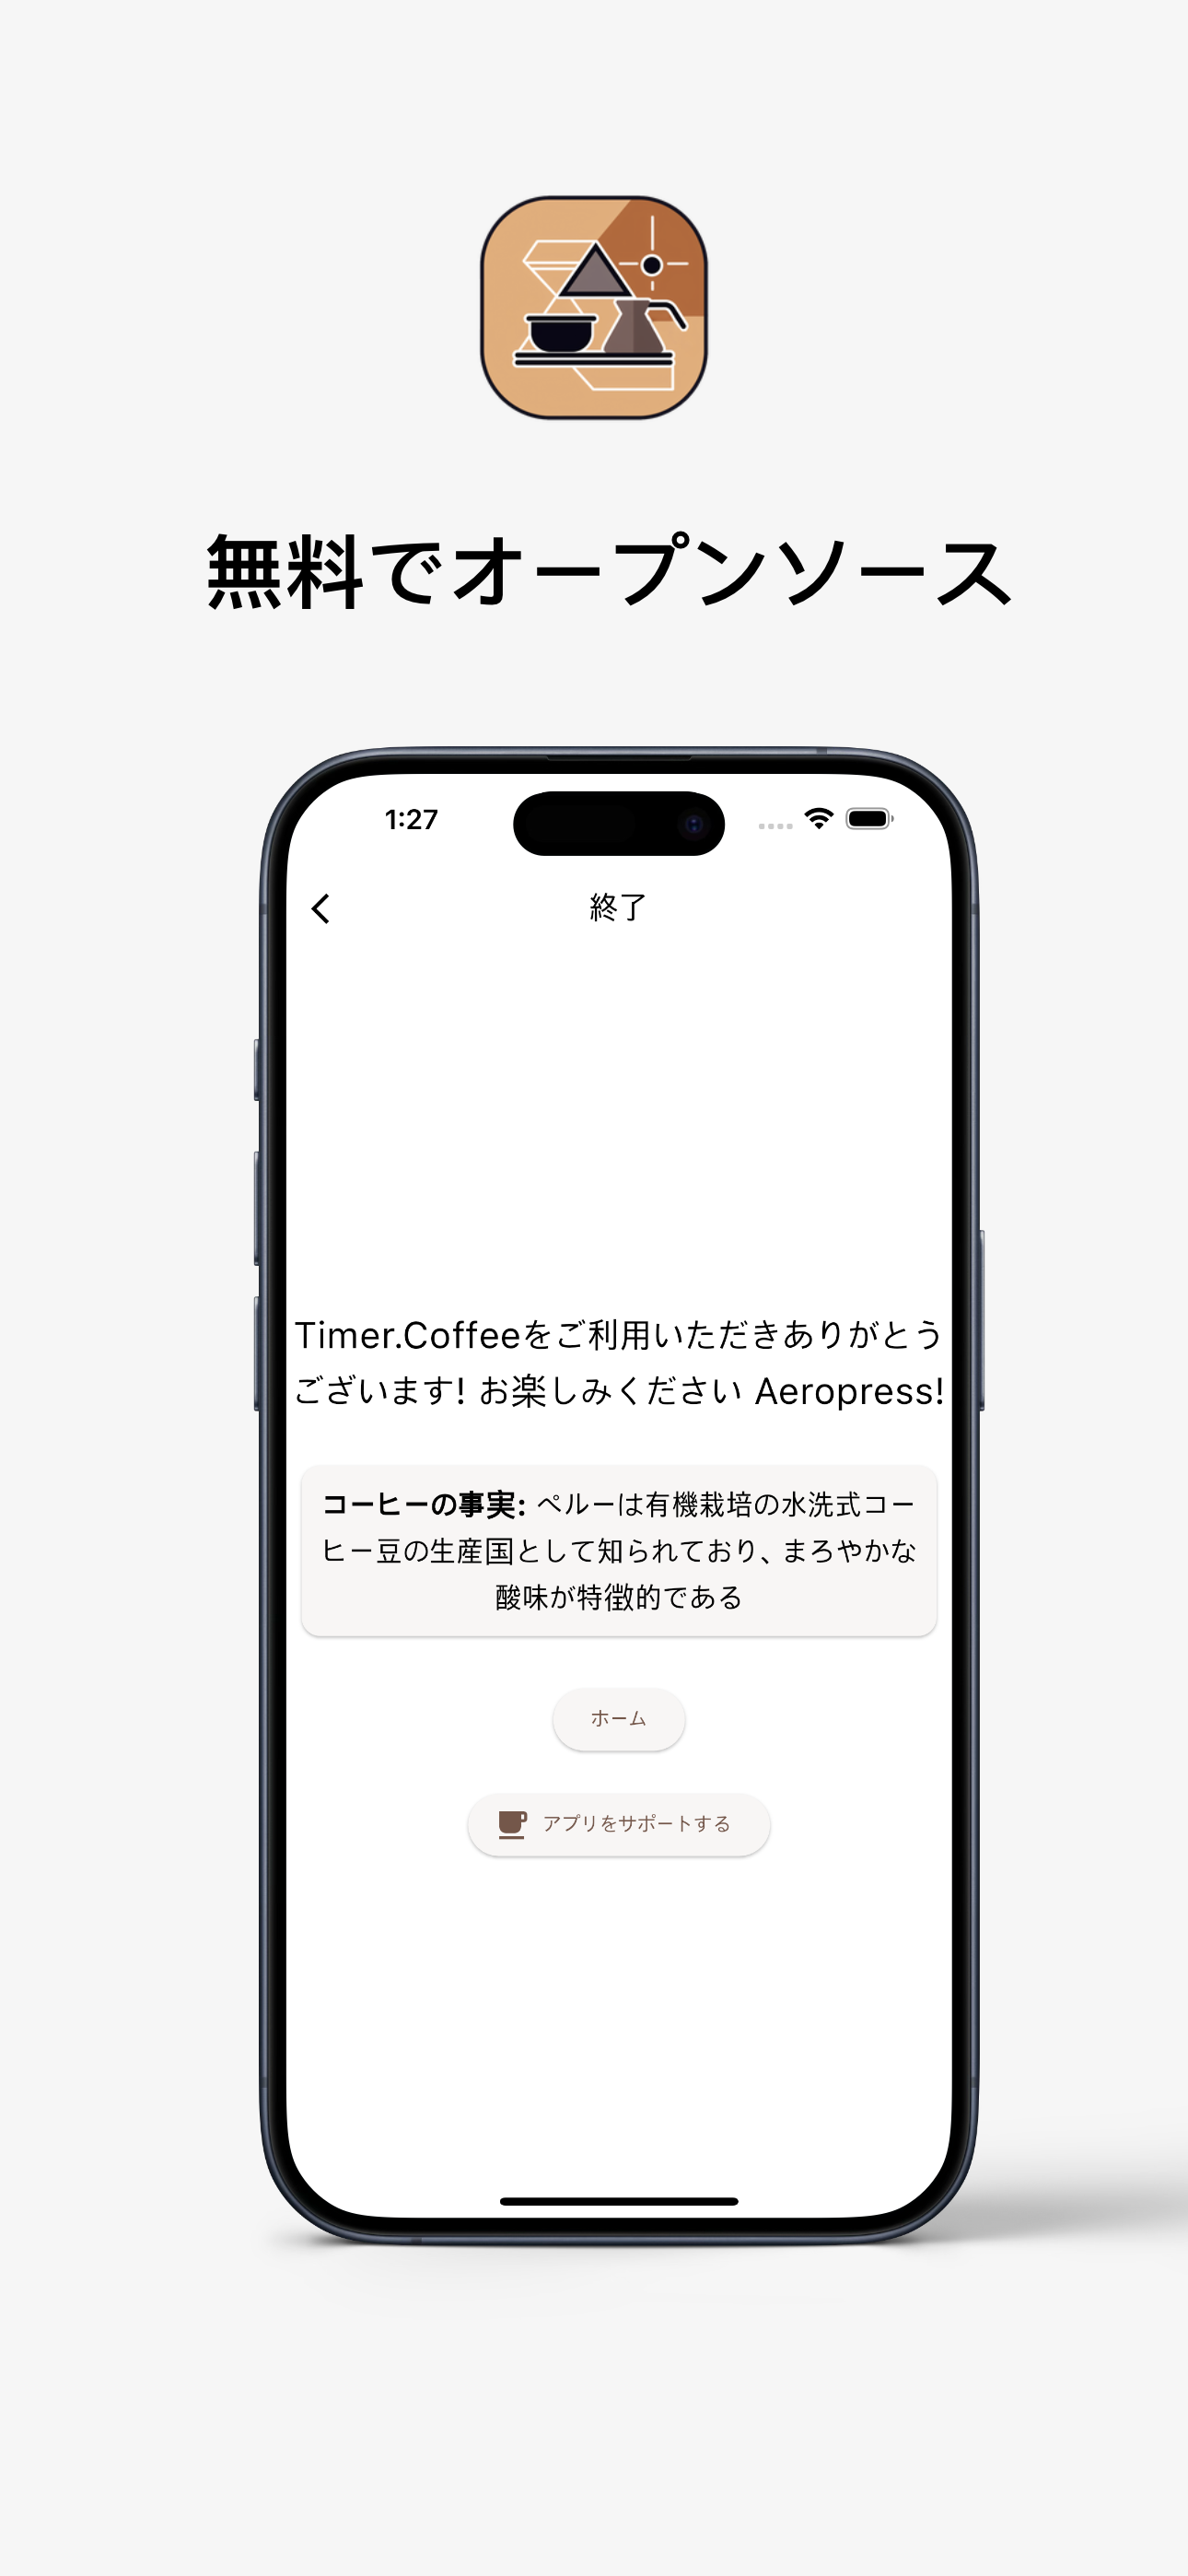 無料でオープンソース
1:27
終了
Timer.Coffeeをご利用いただきありがとう
ございます! お楽しみください Aeropress!
コーヒーの事実: ペルーは有機栽培の水洗式コー
ヒー豆の生産国として知られており、まろやかな
酸味が特徴的である
ホーム
アプリをサポートする